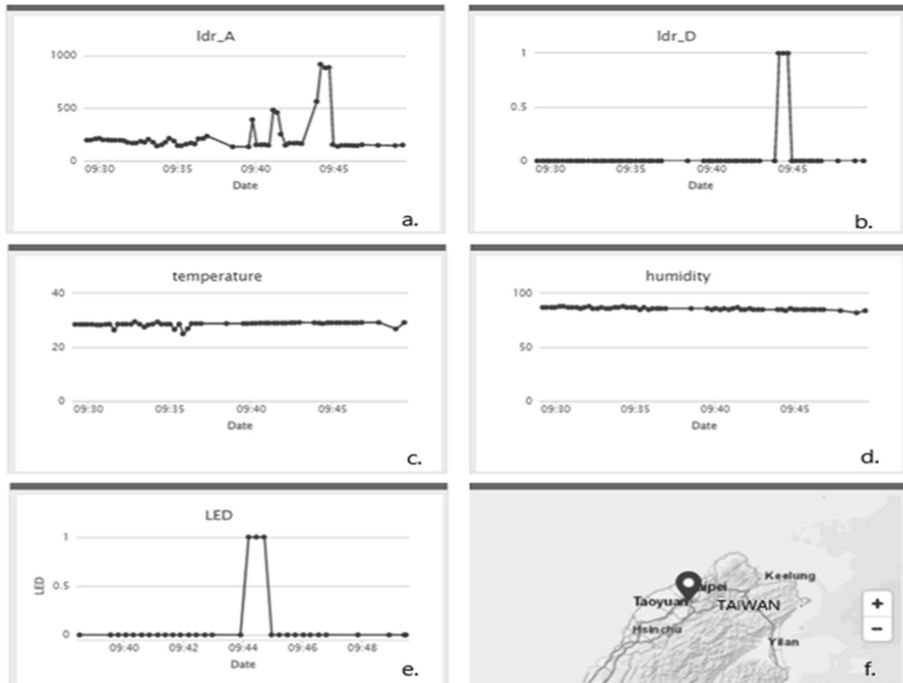 ldr_A
1000
500
0
09:30 09:35 09:40 09:45
Date
a.
ldr_D
1
0.5
0
09:30 09:35 09:40 09:45
Date
b.
temperature
40
20
0
09:30 09:35 09:40 09:45
Date
c.
humidity
100
50
0
09:30 09:35 09:40 09:45
Date
d.
LED
LED
1
0.5
0
09:40 09:42 09:44 09:46 09:48
Date
e.
Keelung
Taoyuan
TAIWAN
Hsinchu
Yilan
+
−
f.